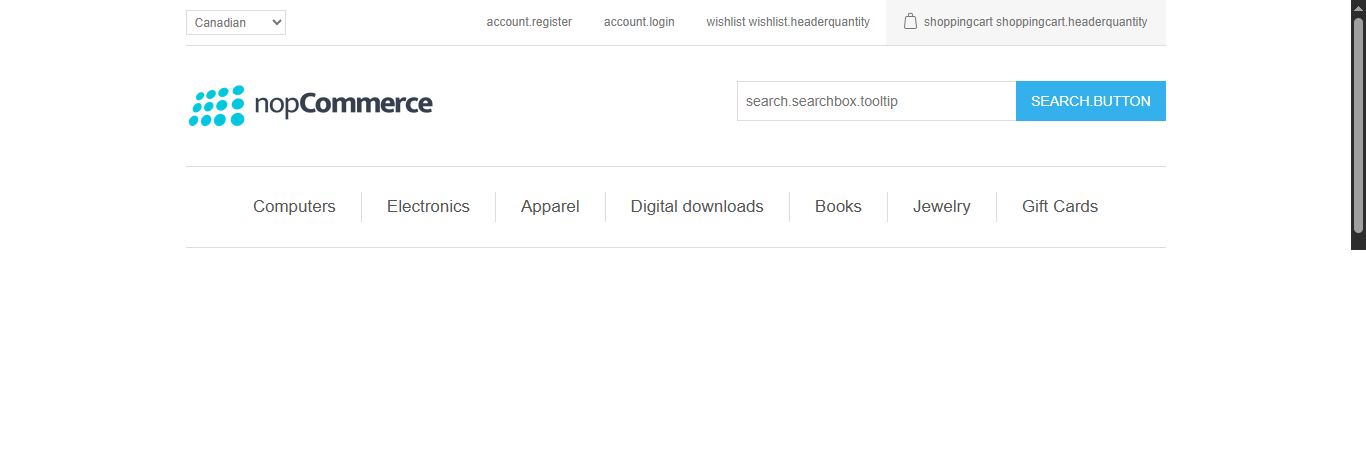 Canadian
account.register
account.login
wishlist wishlist.headerquantity
shoppingcart shoppingcart.headerquantity
nopCommerce
search.searchbox.tooltip
SEARCH.BUTTON
Computers
Electronics
Apparel
Digital downloads
Books
Jewelry
Gift Cards